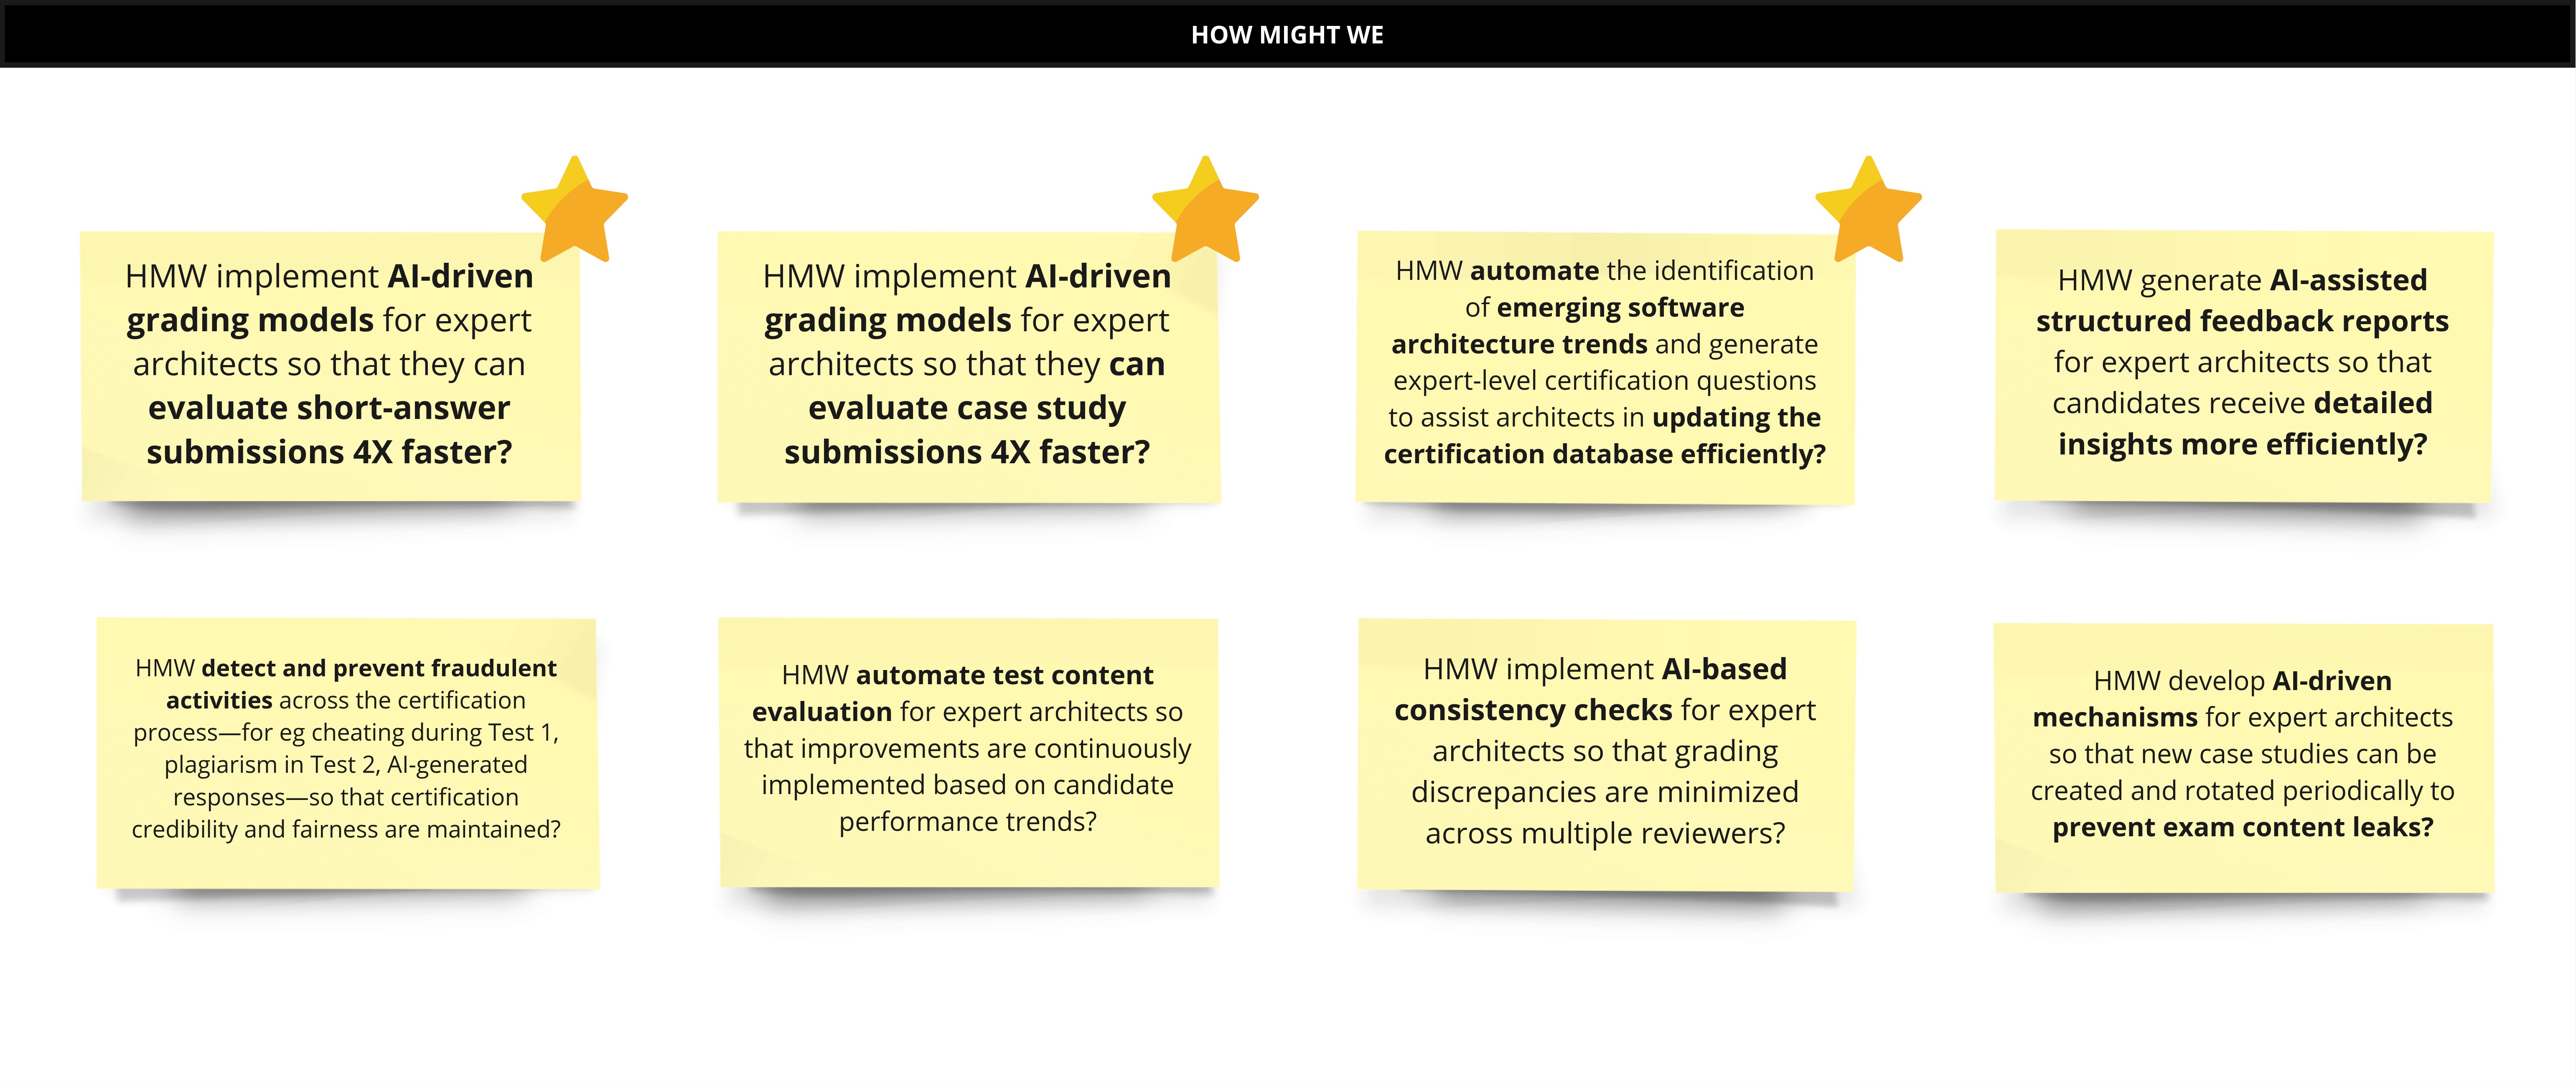 HOW MIGHT WE
HMW implement AI-driven
grading models for expert
architects so that they can
evaluate short-answer
submissions 4X faster?
HMW implement AI-driven
grading models for expert
architects so that they can
evaluate case study
submissions 4X faster?
HMW automate the identification
of emerging software
architecture trends and generate
expert-level certification questions
to assist architects in updating the
certification database efficiently?
HMW generate AI-assisted
structured feedback reports
for expert architects so that
candidates receive detailed
insights more efficiently?
HMW detect and prevent fraudulent
activities across the certification
process—for eg cheating during Test 1,
plagiarism in Test 2, AI-generated
responses—so that certification
credibility and fairness are maintained?
HMW automate test content
evaluation for expert architects so
that improvements are continuously
implemented based on candidate
performance trends?
HMW implement AI-based
consistency checks for expert
architects so that grading
discrepancies are minimized
across multiple reviewers?
HMW develop AI-driven
mechanisms for expert architects
so that new case studies can be
created and rotated periodically to
prevent exam content leaks?